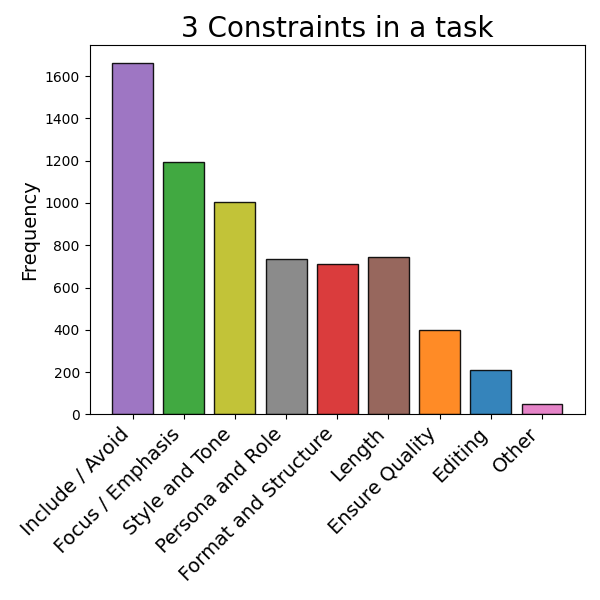 3 Constraints in a task
Frequency
1600
1400
1200
1000
800
600
400
200
0
Include / Avoid
Focus / Emphasis
Style and Tone
Persona and Role
Format and Structure
Length
Ensure Quality
Editing
Other